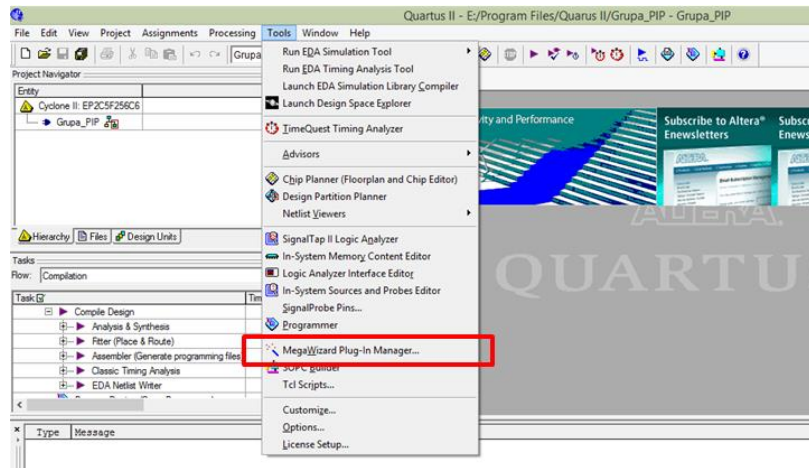 Quartus II - E:/Program Files/Quarus II/Grupa_PIP - Grupa_PIP
File Edit View Project Assignments Processing Tools Window Help
Grupa
Project Navigator
Entity
Cyclone II: EP2C5F256C6
Grupa_PIP
Hierarchy Files Design Units
Tasks
Flow: Compilation
Task Tim
Compile Design
Analysis & Synthesis
Fitter (Place & Route)
Assembler (Generate programming files
Classic Timing Analysis
EDA Netlist Writer
Run EDA Simulation Tool
Run EDA Timing Analysis Tool
Launch EDA Simulation Library Compiler
Launch Design Space Explorer
TimeQuest Timing Analyzer
Advisors
Chip Planner (Floorplan and Chip Editor)
Design Partition Planner
Netlist Viewers
SignalTap II Logic Analyzer
In-System Memory Content Editor
Logic Analyzer Interface Editor
In-System Sources and Probes Editor
SignalProbe Pins...
Programmer
MegaWizard Plug-In Manager...
SOPC Builder
Tcl Scripts...
Customize...
Options...
License Setup...
vity and Performance
Subscribe to Altera® Subsc
Enewsletters Enews
ALTERA
QUARTU
Type Message